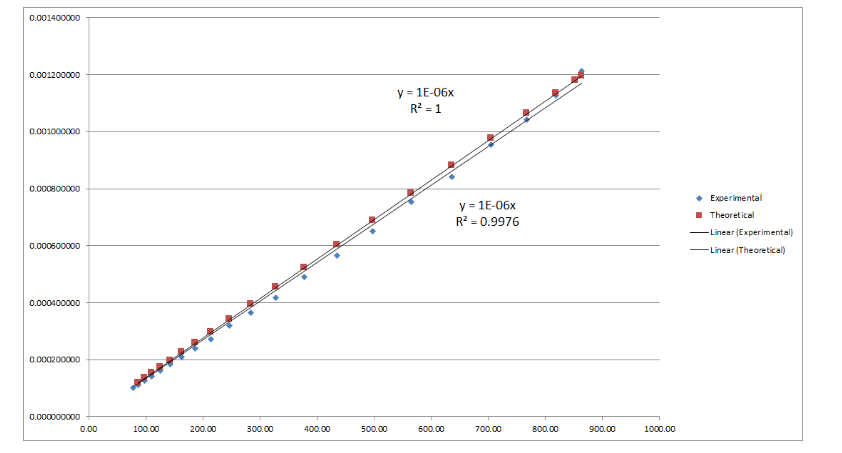 0.001400000
0.001200000
0.001000000
0.000800000
0.000600000
0.000400000
0.000200000
0.000000000
0.00 100.00 200.00 300.00 400.00 500.00 600.00 700.00 800.00 900.00 1000.00
y = 1E-06x
R² = 1
y = 1E-06x
R² = 0.9976
Experimental
Theoretical
Linear (Experimental)
Linear (Theoretical)